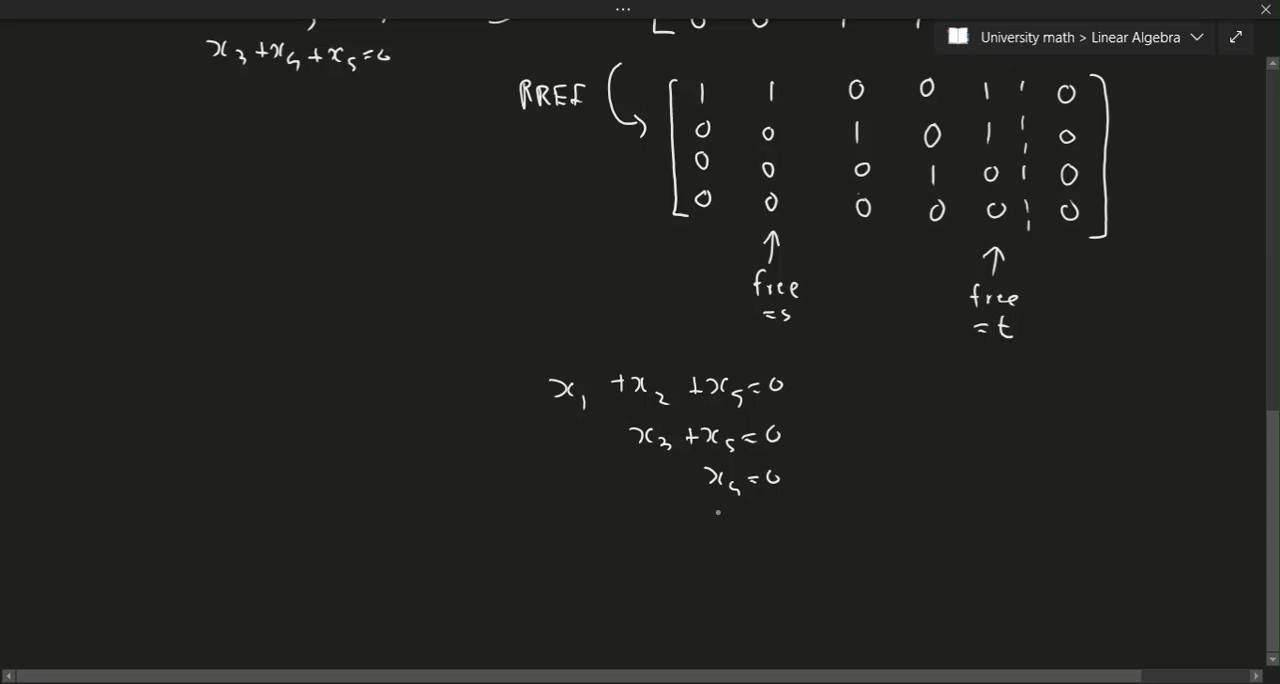 University math > Linear Algebra
x₃ + x₄ + x₅ = 0
RREF
1 1 0 0 1 ¦ 0
0 0 1 0 1 ¦ 0
0 0 0 1 0 ¦ 0
0 0 0 0 0 ¦ 0
free free
= s = t
x₁ + x₂ + x₅ = 0
x₃ + x₅ = 0
x₄ = 0